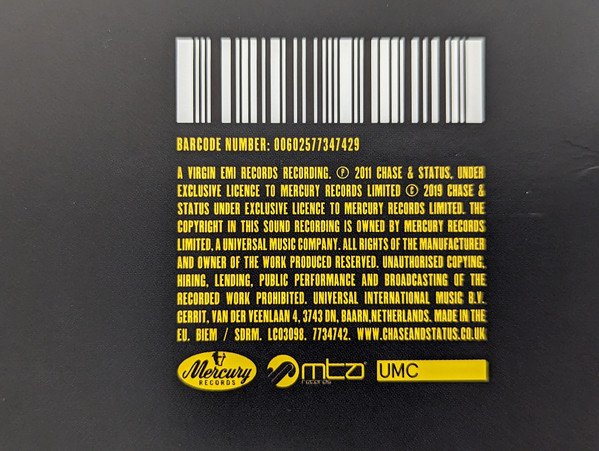 BARCODE NUMBER: 00602577347429
A VIRGIN EMI RECORDS RECORDING. ℗ 2011 CHASE & STATUS. UNDER
EXCLUSIVE LICENCE TO MERCURY RECORDS LIMITED © 2019 CHASE &
STATUS UNDER EXCLUSIVE LICENCE TO MERCURY RECORDS LIMITED. THE
COPYRIGHT IN THIS SOUND RECORDING IS OWNED BY MERCURY RECORDS
LIMITED, A UNIVERSAL MUSIC COMPANY. ALL RIGHTS OF THE MANUFACTURER
AND OWNER OF THE WORK PRODUCED RESERVED. UNAUTHORISED COPYING,
HIRING, LENDING, PUBLIC PERFORMANCE AND BROADCASTING OF THE
RECORDED WORK PROHIBITED. UNIVERSAL INTERNATIONAL MUSIC B.V.
GERRIT. VAN DER VEENLAAN 4, 3743 DN, BAARN,NETHERLANDS. MADE IN THE
EU. BIEM / SDRM. LC03098. 7734742. WWW.CHASEANDSTATUS.CO.UK
Mercury RECORDS mta records UMC